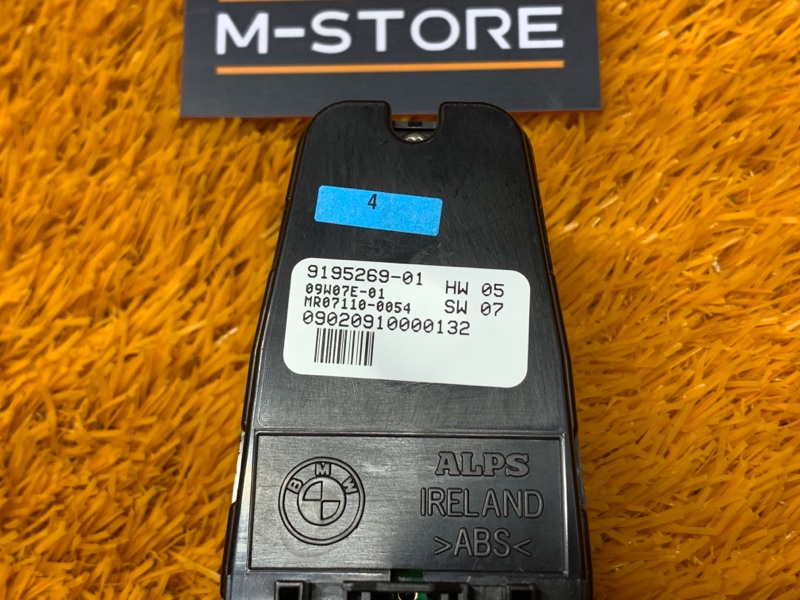 M-STORE
4
9195269-01 HW 05
09W07E-01
MR07110-0054 SW 07
09020910000132
BMW
ALPS
IRELAND
>ABS<